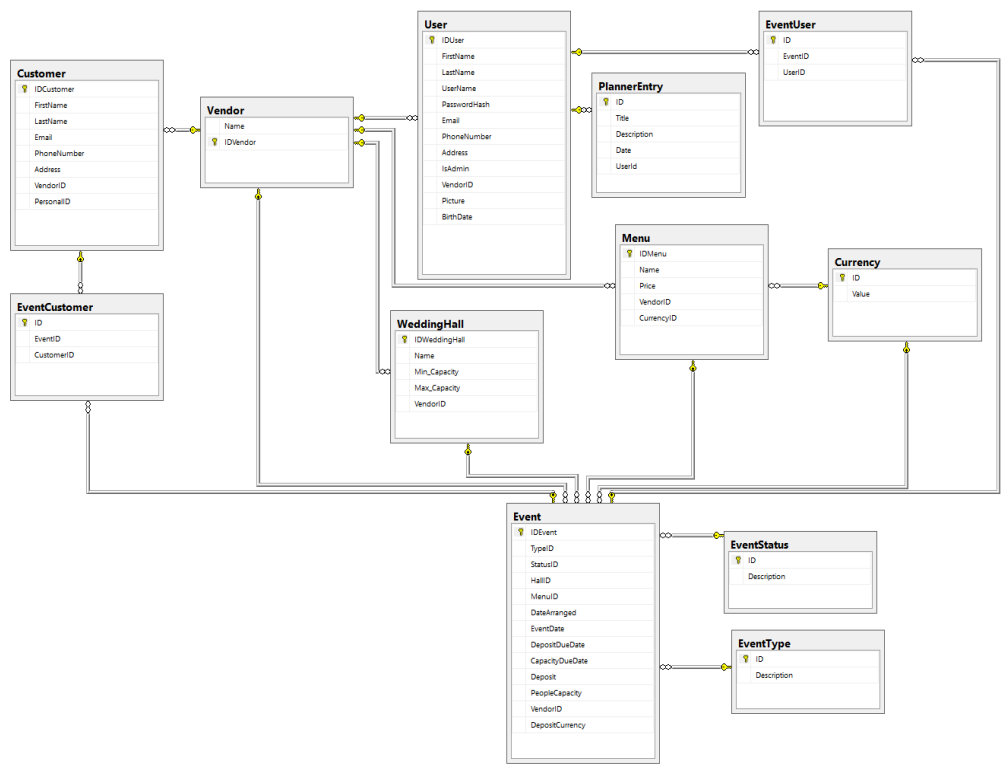 User
IDUser
FirstName
LastName
UserName
PasswordHash
Email
PhoneNumber
Address
IsAdmin
VendorID
Picture
BirthDate
EventUser
ID
EventID
UserID
Customer
IDCustomer
FirstName
LastName
Email
PhoneNumber
Address
VendorID
PersonalID
PlannerEntry
ID
Title
Description
Date
UserId
Vendor
Name
IDVendor
Menu
IDMenu
Name
Price
VendorID
CurrencyID
Currency
ID
Value
EventCustomer
ID
EventID
CustomerID
WeddingHall
IDWeddingHall
Name
Min_Capacity
Max_Capacity
VendorID
Event
IDEvent
TypeID
StatusID
HallID
MenuID
DateArranged
EventDate
DepositDueDate
CapacityDueDate
Deposit
PeopleCapacity
VendorID
DepositCurrency
EventStatus
ID
Description
EventType
ID
Description